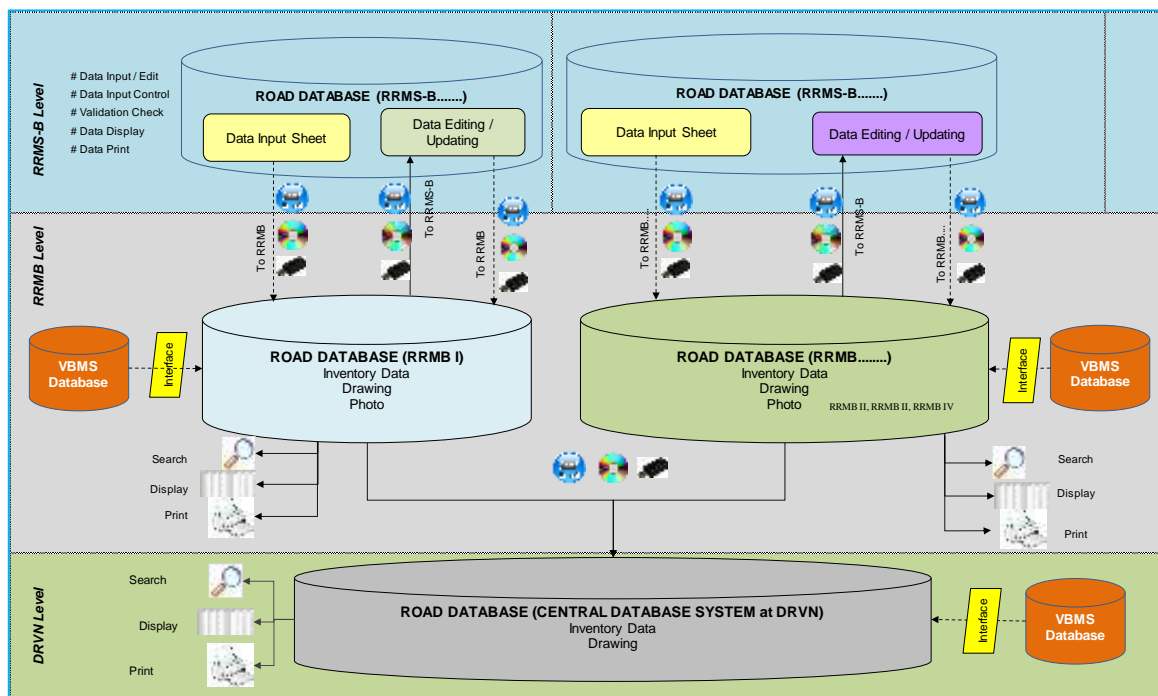 RRMS-B Level
# Data Input / Edit
# Data Input Control
# Validation Check
# Data Display
# Data Print
ROAD DATABASE (RRMS-B.......)
Data Input Sheet
Data Editing /
Updating
ROAD DATABASE (RRMS-B.......)
Data Input Sheet
Data Editing / Updating
RRMB Level
To RRMB
To RRMS-B
To RRMB
To RRMB...
To RRMS-B
To RRMB....
VBMS
Database
Interface
ROAD DATABASE (RRMB I)
Inventory Data
Drawing
Photo
ROAD DATABASE (RRMB........)
Inventory Data
Drawing
Photo
RRMB II, RRMB II, RRMB IV
Interface
VBMS
Database
Search
Display
Print
Search
Display
Print
DRVN Level
Search
Display
Print
ROAD DATABASE (CENTRAL DATABASE SYSTEM at DRVN)
Inventory Data
Drawing
Interface
VBMS
Database